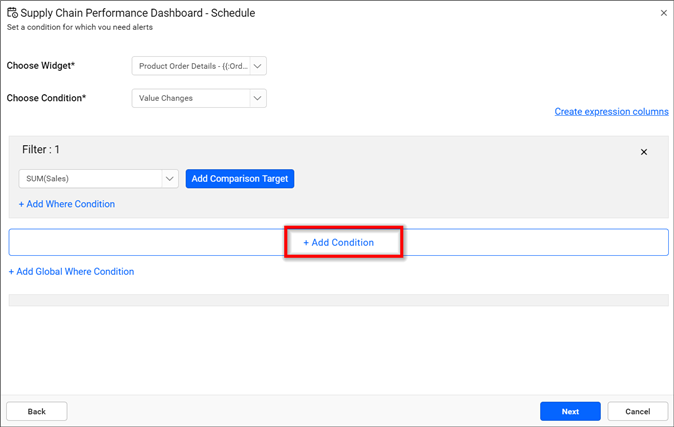 Supply Chain Performance Dashboard - Schedule
Set a condition for which you need alerts
Choose Widget*
Product Order Details - {{:Ord...
Choose Condition*
Value Changes
Create expression columns
Filter : 1
SUM(Sales)
Add Comparison Target
+ Add Where Condition
+ Add Condition
+ Add Global Where Condition
Back
Next
Cancel